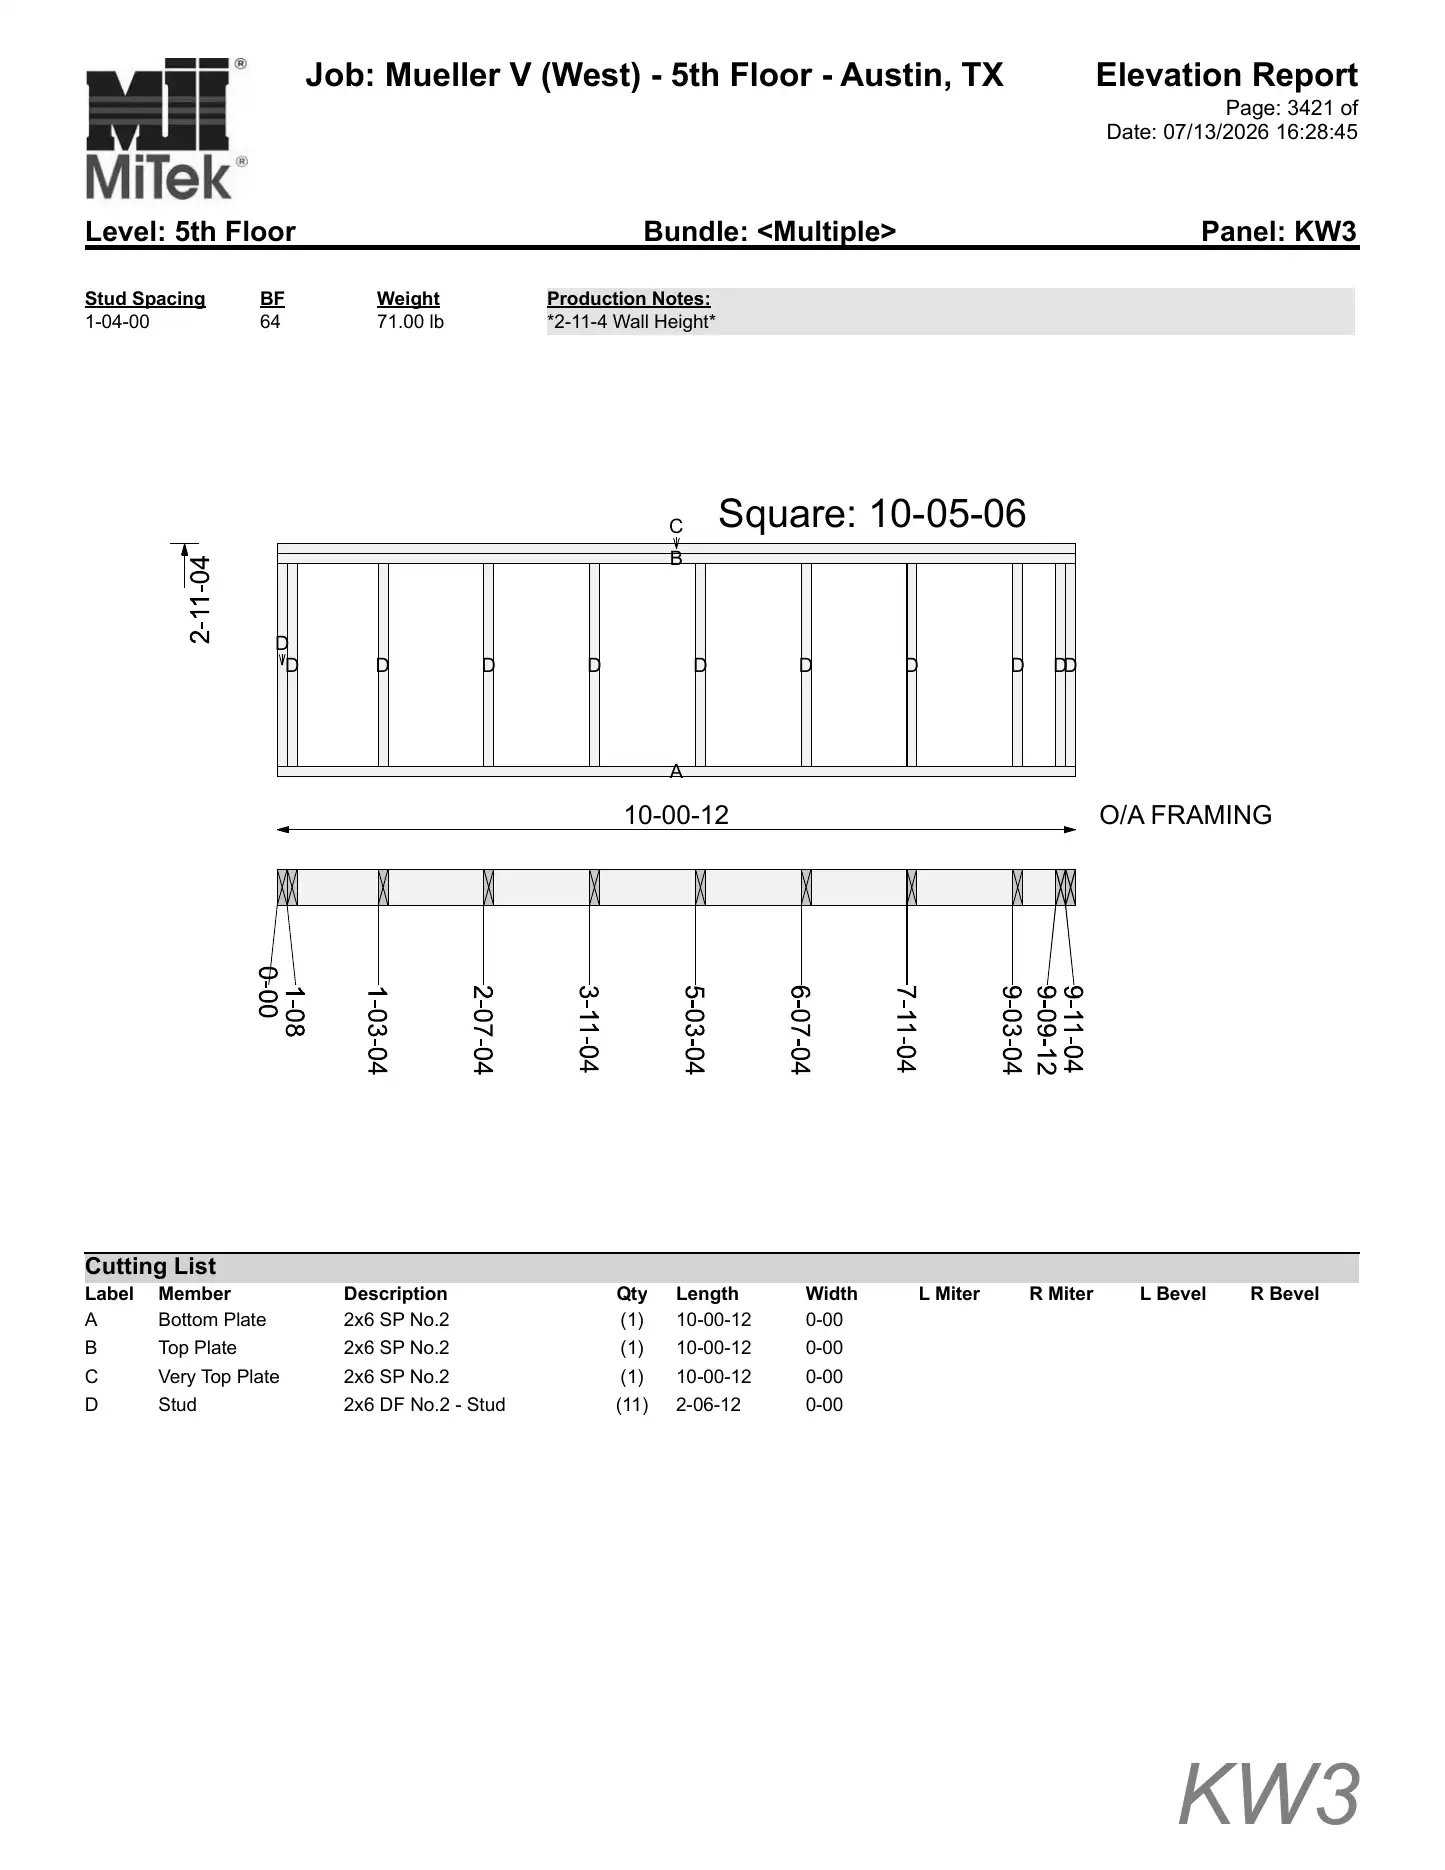 Job: Mueller V (West) - 5th Floor - Austin, TX
Elevation Report
Page: 3421 of
Date: 07/13/2026 16:28:45
MiTek®
Level: 5th Floor Bundle: <Multiple> Panel: KW3
Stud Spacing BF Weight Production Notes:
1-04-00 64 71.00 lb *2-11-4 Wall Height*
Square: 10-05-06
C
B
2-11-04
D
D D D D D D D D D D
A
10-00-12 O/A FRAMING
0-00 1-08 1-03-04 2-07-04 3-11-04 5-03-04 6-07-04 7-11-04 9-03-04 9-09-12 9-11-04
Cutting List
Label Member Description Qty Length Width L Miter R Miter L Bevel R Bevel
A Bottom Plate 2x6 SP No.2 (1) 10-00-12 0-00
B Top Plate 2x6 SP No.2 (1) 10-00-12 0-00
C Very Top Plate 2x6 SP No.2 (1) 10-00-12 0-00
D Stud 2x6 DF No.2 - Stud (11) 2-06-12 0-00
KW3